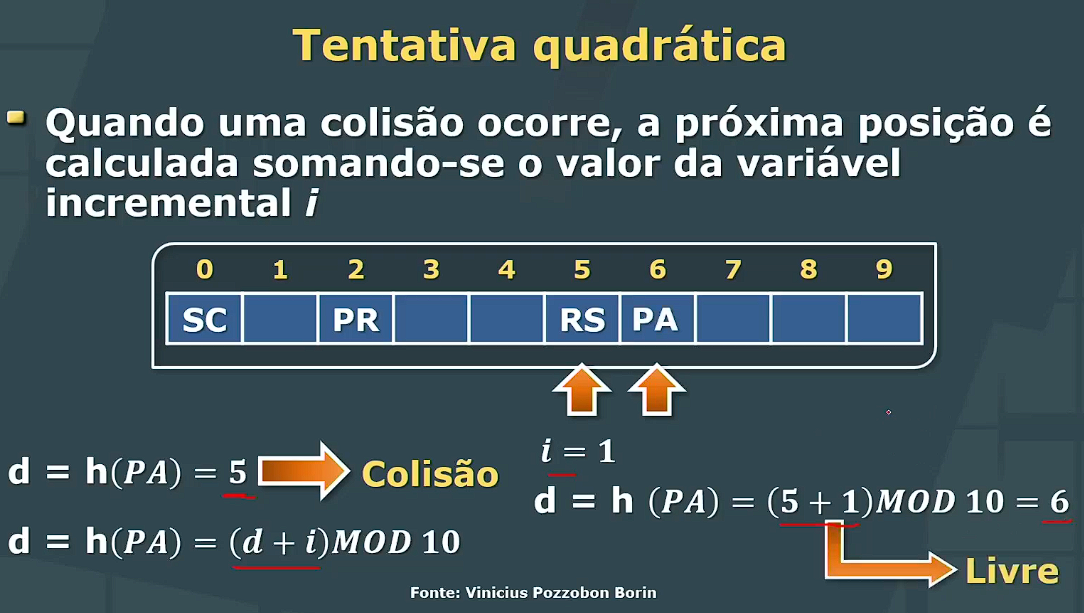 Tentativa quadrática
Quando uma colisão ocorre, a próxima posição é
calculada somando-se o valor da variável
incremental i
0 1 2 3 4 5 6 7 8 9
SC PR RS PA
d = h(PA) = 5 Colisão
d = h(PA) = (d + i)MOD 10
i = 1
d = h (PA) = (5 + 1)MOD 10 = 6
Livre
Fonte: Vinicius Pozzobon Borin